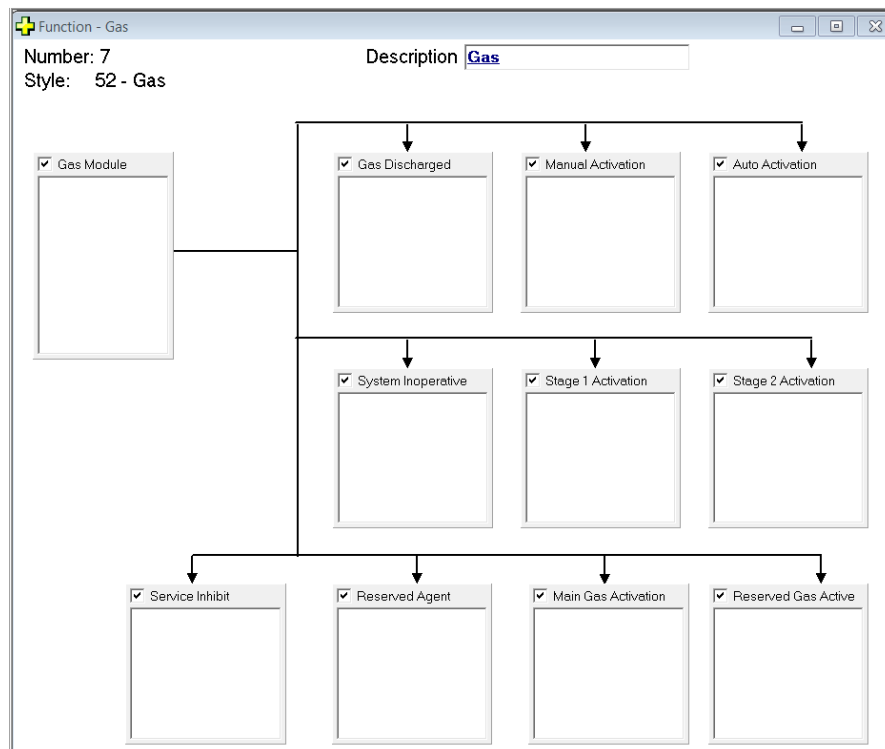 Function - Gas
Number: 7
Description Gas
Style: 52 - Gas
Gas Module
Gas Discharged
Manual Activation
Auto Activation
System Inoperative
Stage 1 Activation
Stage 2 Activation
Service Inhibit
Reserved Agent
Main Gas Activation
Reserved Gas Active